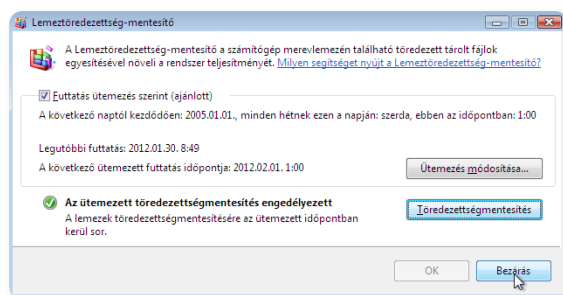 Lemeztöredezettség-mentesítő
A Lemeztöredezettség-mentesítő a számítógép merevlemezén található töredezett tárolt fájlok
egyesítésével növeli a rendszer teljesítményét. Milyen segítséget nyújt a Lemeztöredezettség-mentesítő?
Futtatás ütemezés szerint (ajánlott)
A következő naptól kezdődően: 2005.01.01., minden hétnek ezen a napján: szerda, ebben az időpontban: 1:00
Legutóbbi futtatás: 2012.01.30. 8:49
A következő ütemezett futtatás időpontja: 2012.02.01. 1:00
Ütemezés módosítása...
Az ütemezett töredezettségmentesítés engedélyezett
A lemezek töredezettségmentesítésére az ütemezett időpontban
kerül sor.
Töredezettségmentesítés
OK
Bezárás